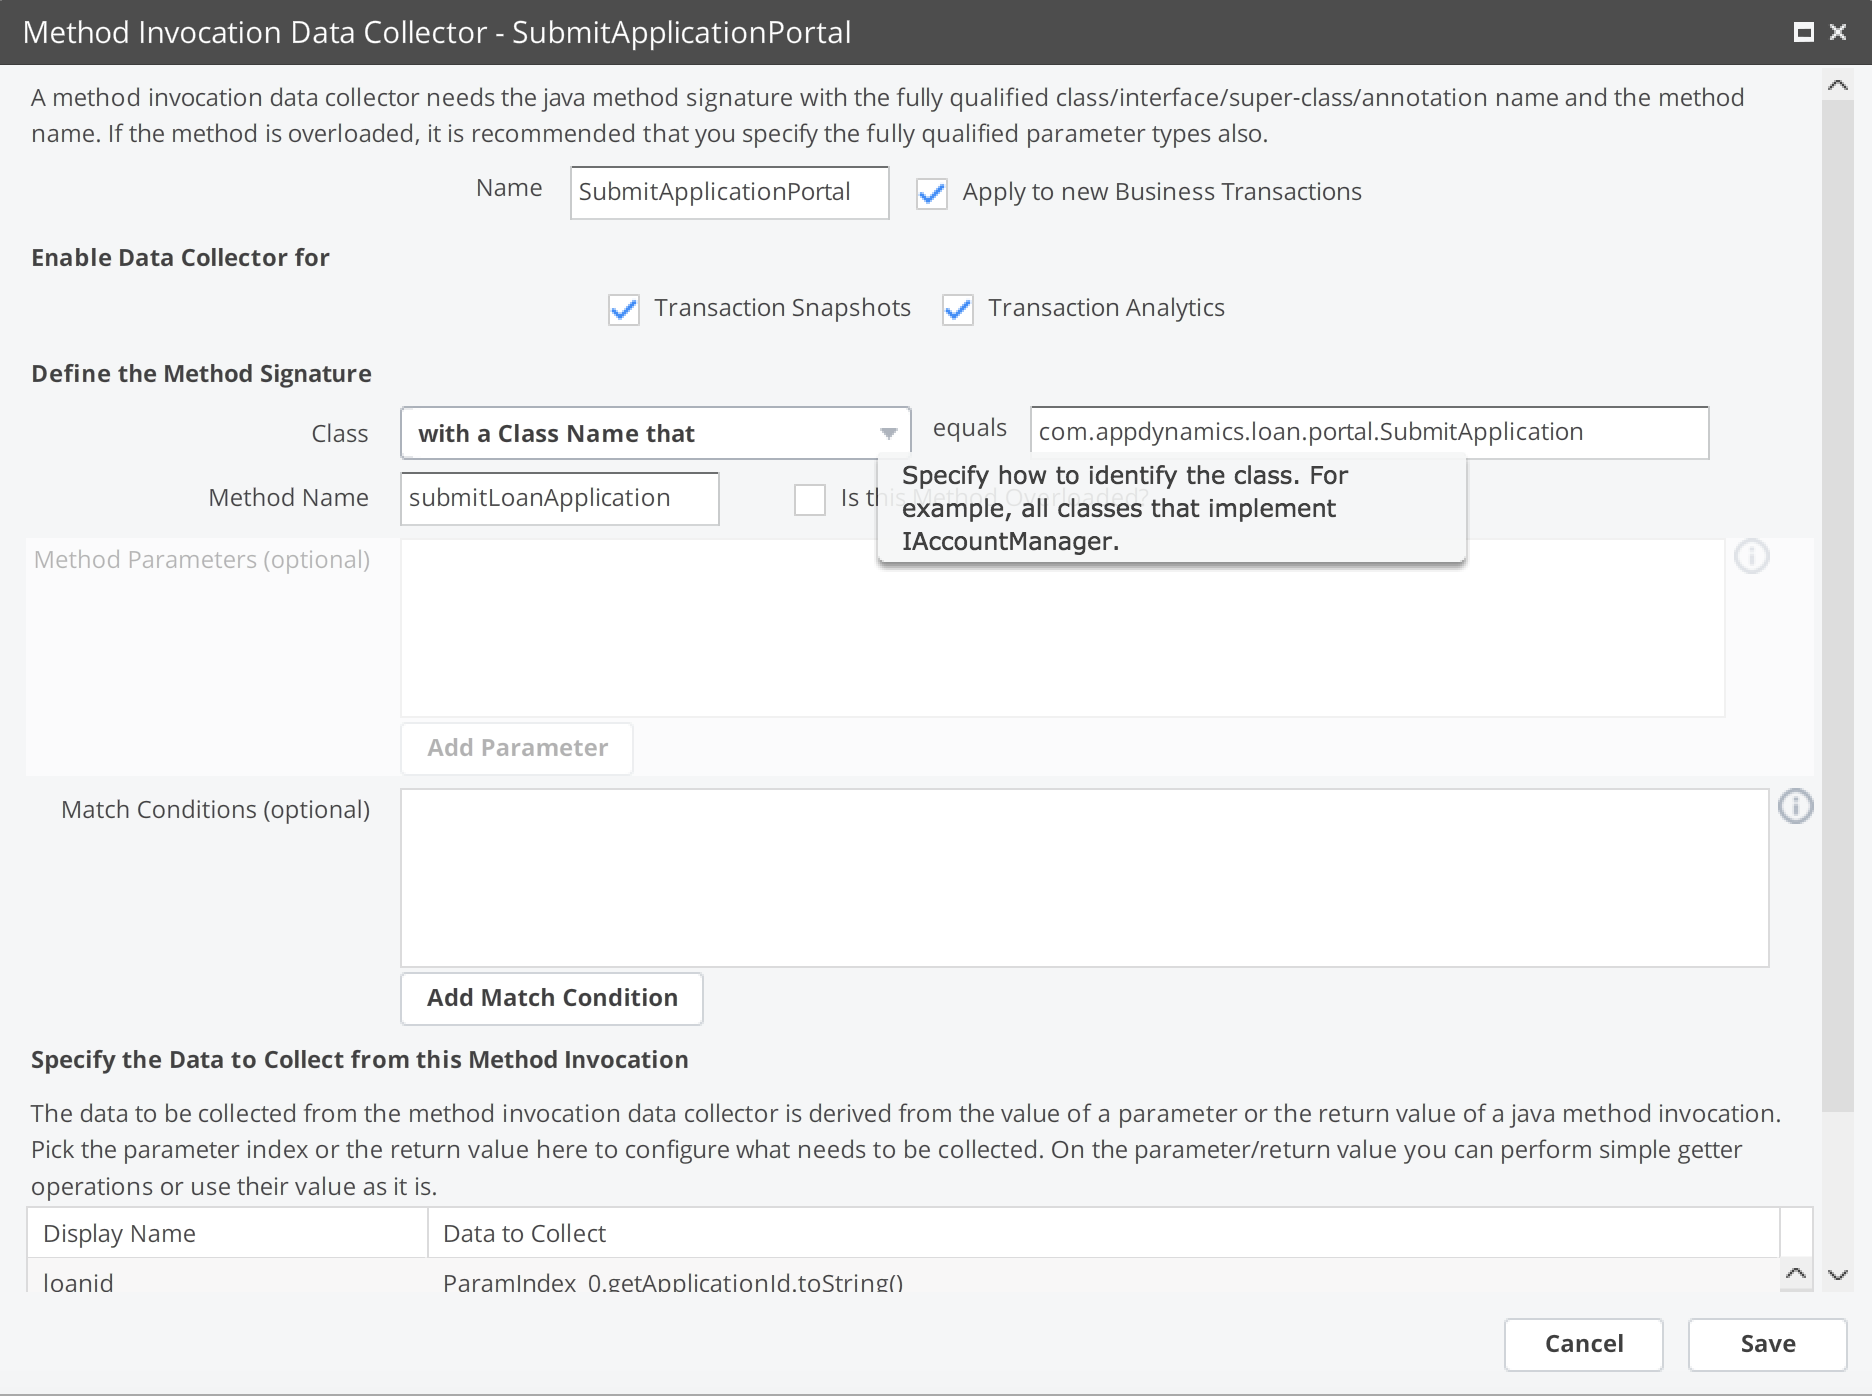 Method Invocation Data Collector - SubmitApplicationPortal
A method invocation data collector needs the java method signature with the fully qualified class/interface/super-class/annotation name and the method
name. If the method is overloaded, it is recommended that you specify the fully qualified parameter types also.
Name SubmitApplicationPortal Apply to new Business Transactions
Enable Data Collector for
Transaction Snapshots Transaction Analytics
Define the Method Signature
Class with a Class Name that equals com.appdynamics.loan.portal.SubmitApplication
Method Name submitLoanApplication Is this Method Overloaded?
Specify how to identify the class. For
example, all classes that implement
IAccountManager.
Method Parameters (optional)
Add Parameter
Match Conditions (optional)
Add Match Condition
Specify the Data to Collect from this Method Invocation
The data to be collected from the method invocation data collector is derived from the value of a parameter or the return value of a java method invocation.
Pick the parameter index or the return value here to configure what needs to be collected. On the parameter/return value you can perform simple getter
operations or use their value as it is.
Display Name Data to Collect
loanid ParamIndex_0.getApplicationId.toString()
Cancel Save